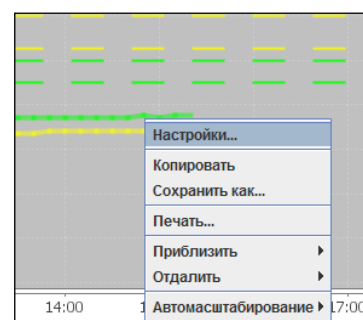 Настройки...
Копировать
Сохранить как...
Печать...
Приблизить
Отдалить
Автомасштабирование
14:00
17:00